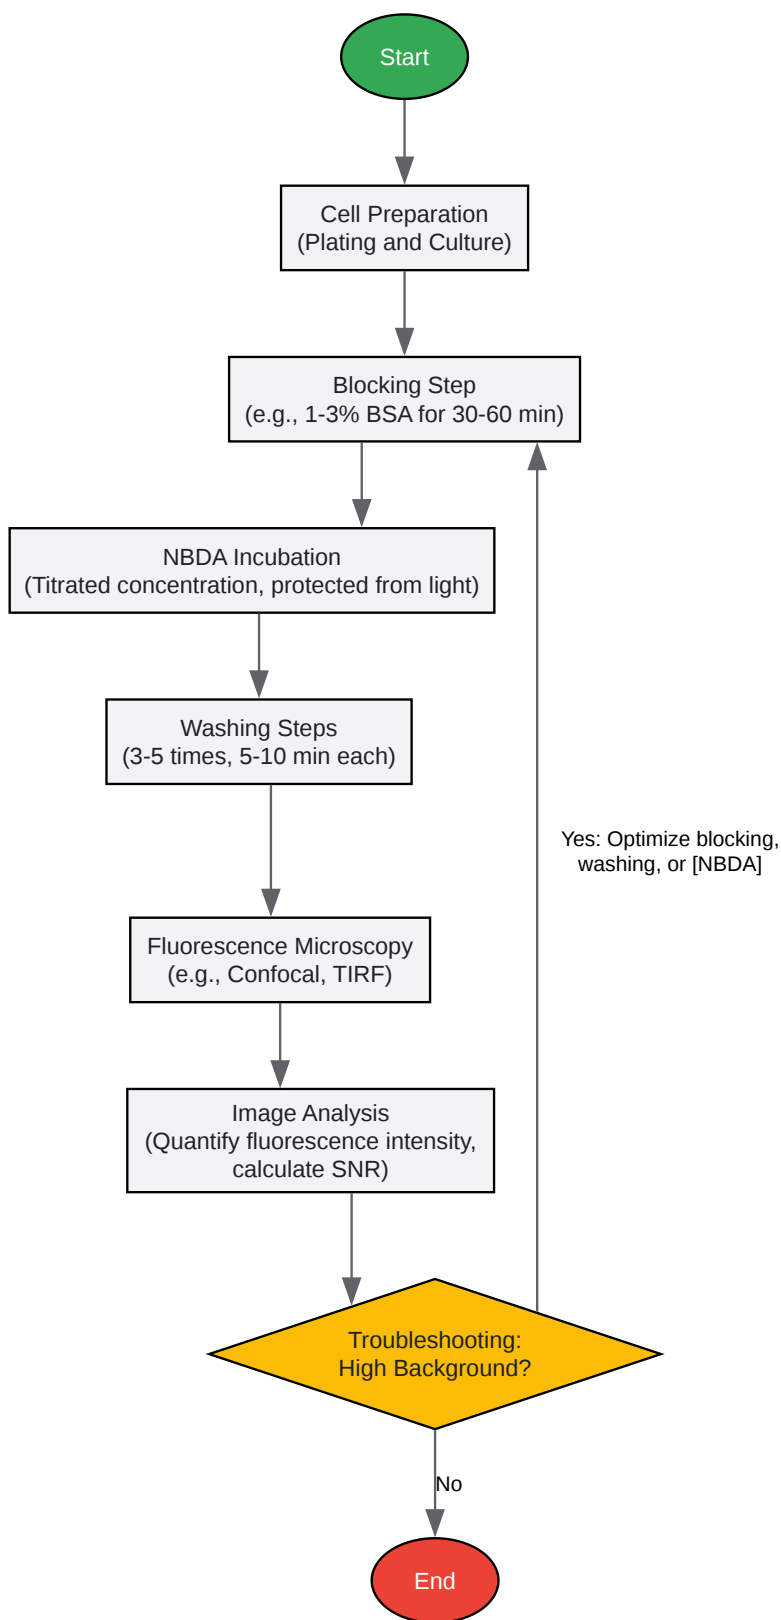 Start
Cell Preparation
(Plating and Culture)
Blocking Step
(e.g., 1-3% BSA for 30-60 min)
NBDA Incubation
(Titrated concentration, protected from light)
Washing Steps
(3-5 times, 5-10 min each)
Yes: Optimize blocking,
washing, or [NBDA]
Fluorescence Microscopy
(e.g., Confocal, TIRF)
Image Analysis
(Quantify fluorescence intensity,
calculate SNR)
Troubleshooting:
High Background?
No
End